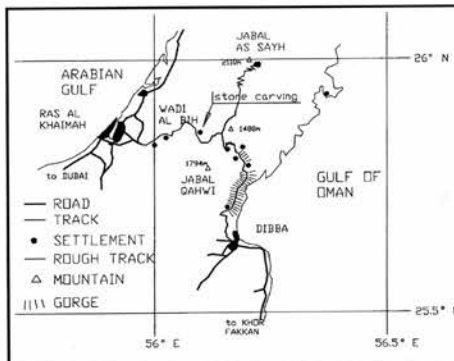 JABAL
AS SAYH
2110m
26° N
ARABIAN
GULF
stone carving
WADI
AL BIH
RAS AL
KHAIMAH
1480m
1794m
JABAL
QAHWI
to DUBAI
GULF OF
OMAN
ROAD
TRACK
SETTLEMENT
ROUGH TRACK
MOUNTAIN
GORGE
DIBBA
25.5° N
to KHOR
FAKKAN
56° E
56.5° E